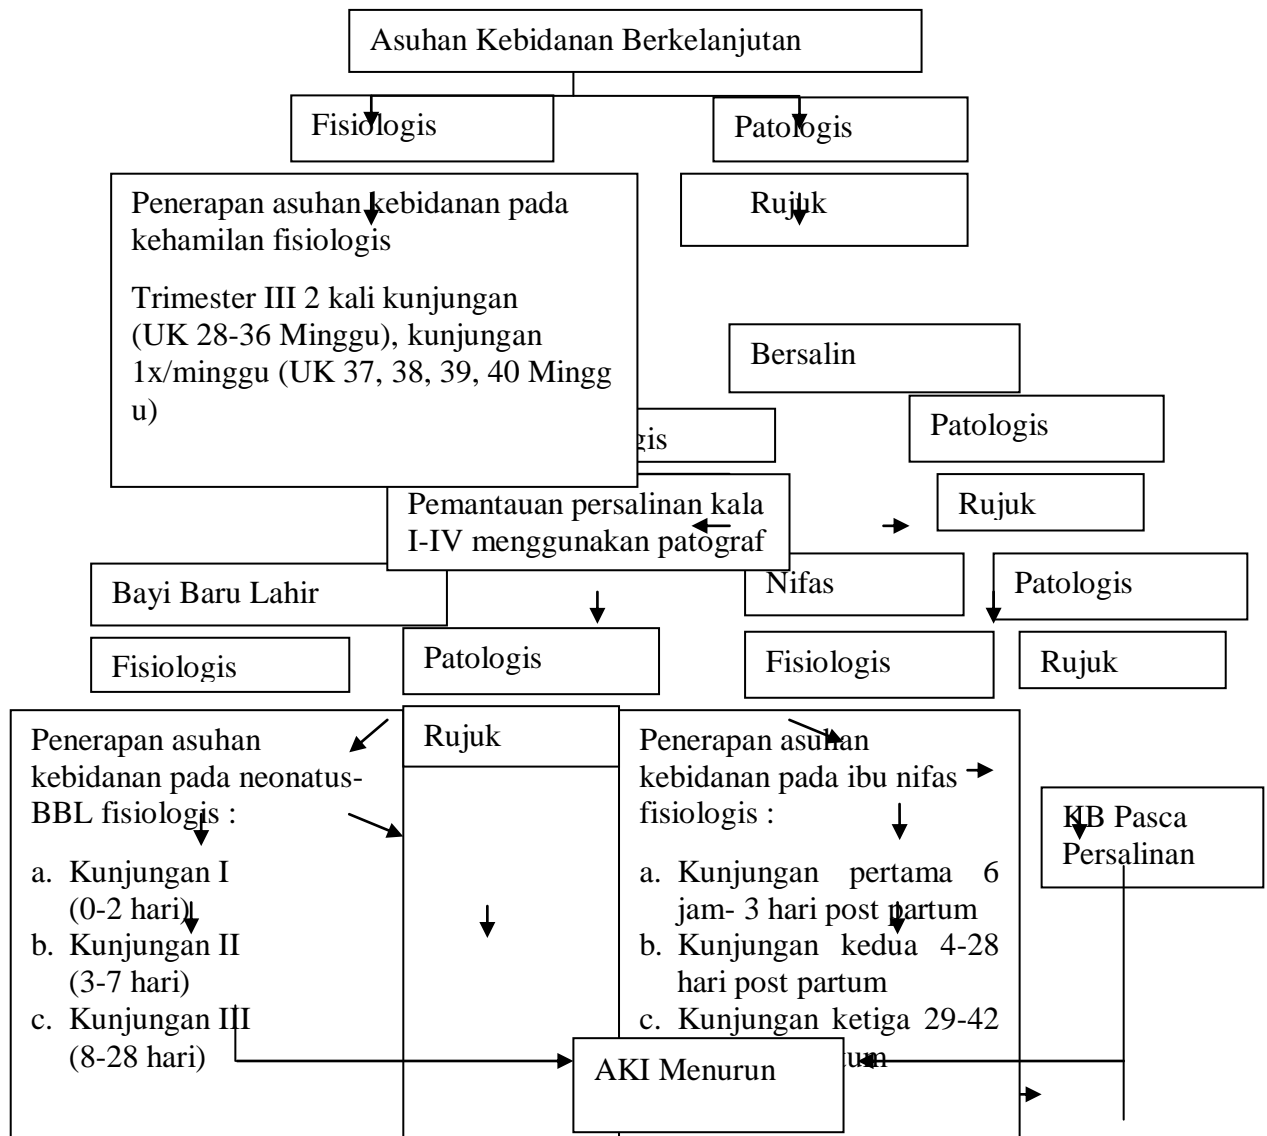 Asuhan Kebidanan Berkelanjutan
Fisiologis
Patologis
Penerapan asuhan kebidanan pada
kehamilan fisiologis
Trimester III 2 kali kunjungan
(UK 28-36 Minggu), kunjungan
1x/minggu (UK 37, 38, 39, 40 Mingg
u)
Rujuk
Bersalin
gis
Patologis
Pemantauan persalinan kala
I-IV menggunakan patograf
Rujuk
Bayi Baru Lahir
Nifas
Patologis
Fisiologis
Patologis
Fisiologis
Rujuk
Penerapan asuhan
kebidanan pada neonatus-
BBL fisiologis :
a. Kunjungan I
(0-2 hari)
b. Kunjungan II
(3-7 hari)
c. Kunjungan III
(8-28 hari)
Rujuk
Penerapan asuhan
kebidanan pada ibu nifas
fisiologis :
a. Kunjungan pertama 6
jam- 3 hari post partum
b. Kunjungan kedua 4-28
hari post partum
c. Kunjungan ketiga 29-42
tum
KB Pasca
Persalinan
AKI Menurun